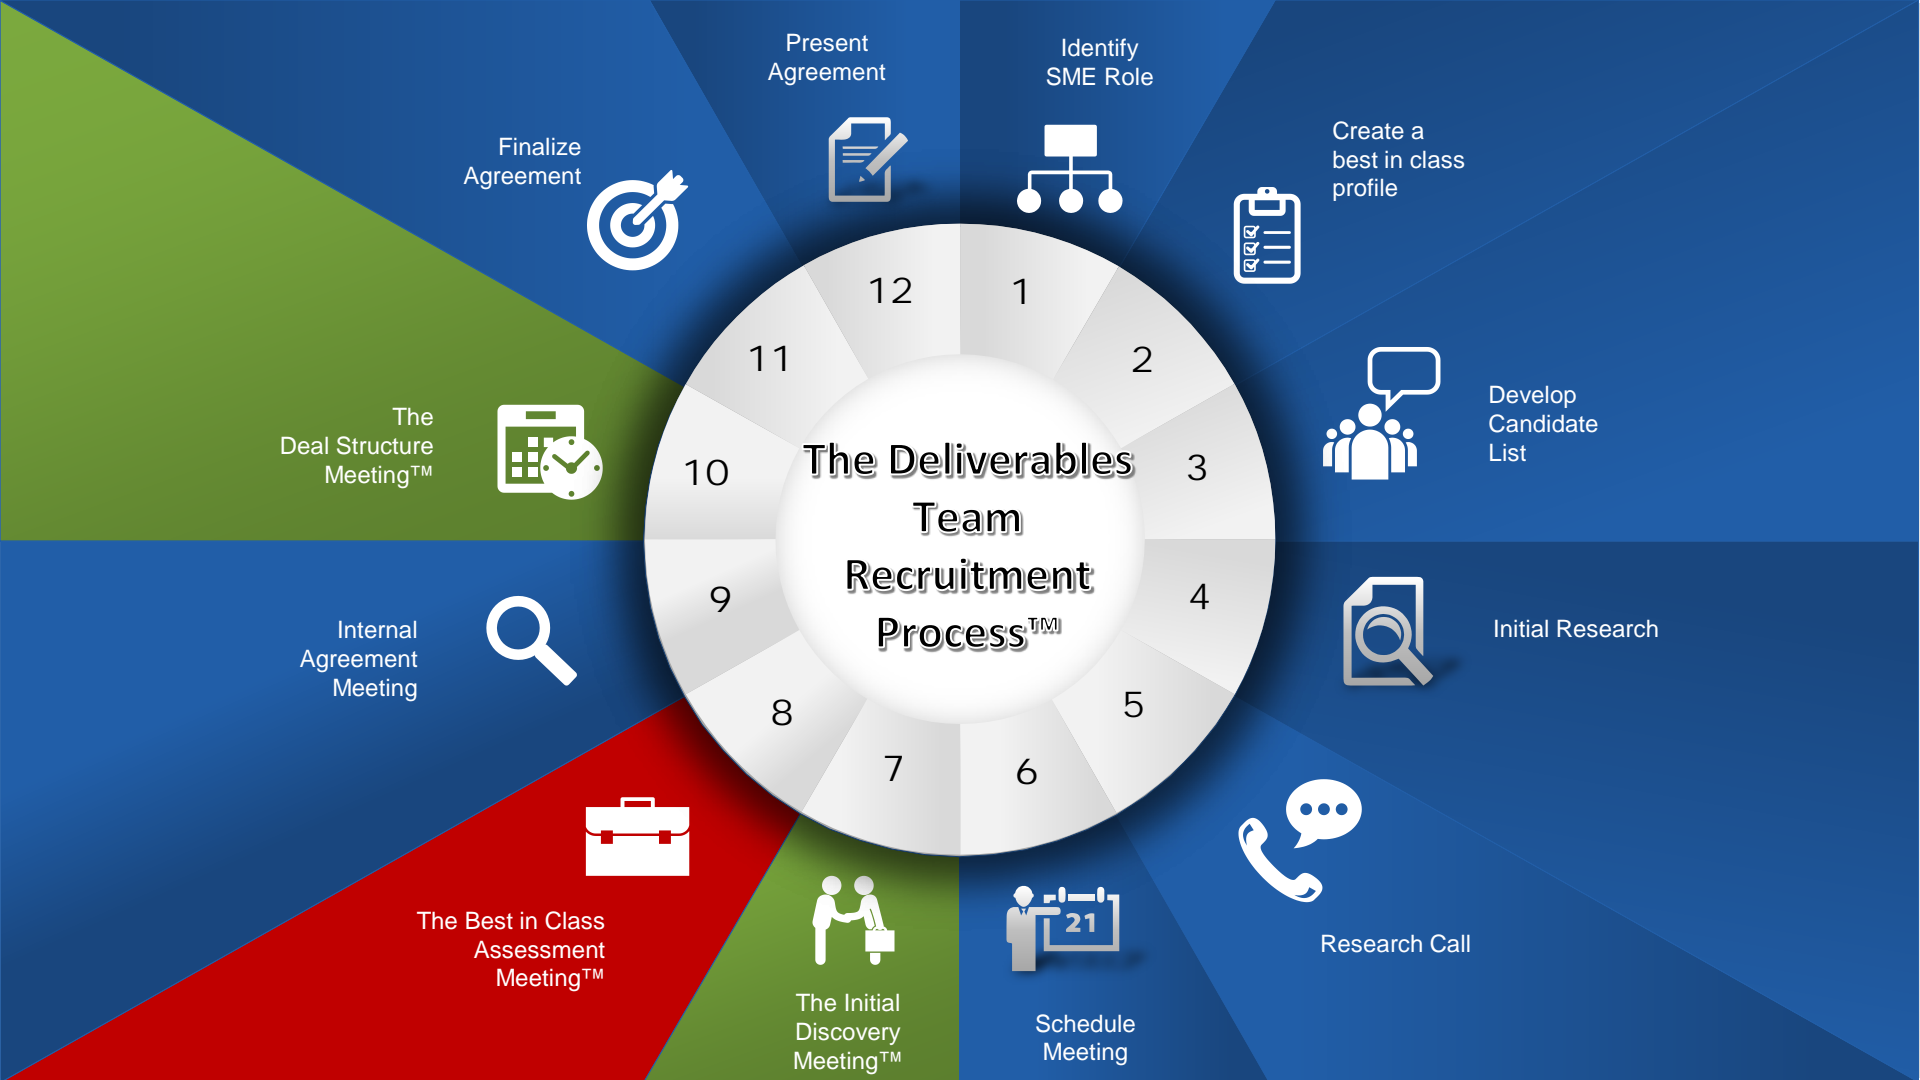 The Deliverables
Team
Recruitment
Process™
1
Identify
SME Role
2
Create a
best in class
profile
3
Develop
Candidate
List
4
Initial Research
5
Research Call
6
21
Schedule
Meeting
7
The Initial
Discovery
Meeting™
8
The Best in Class
Assessment
Meeting™
9
Internal
Agreement
Meeting
10
The
Deal Structure
Meeting™
11
Finalize
Agreement
12
Present
Agreement